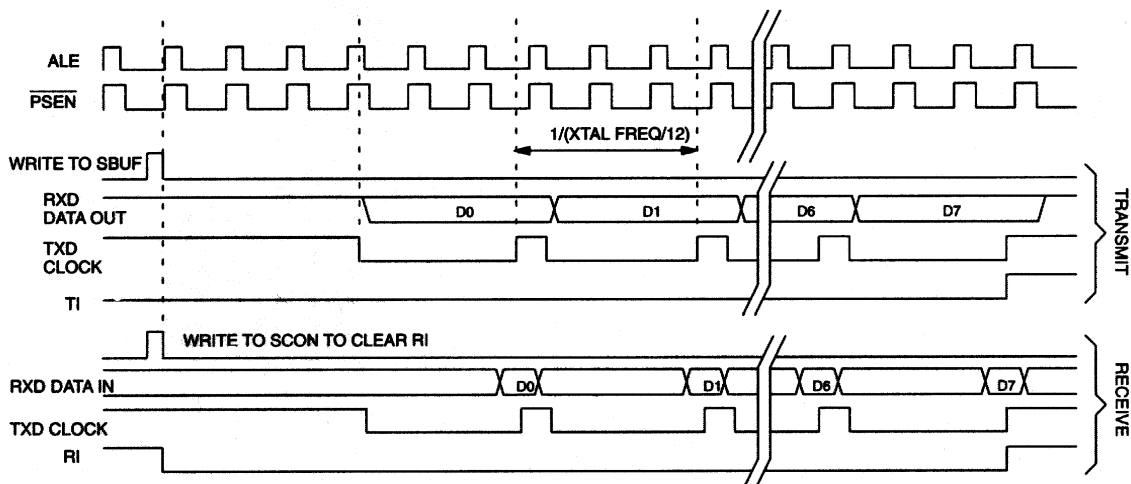 ALE
PSEN
1/(XTAL FREQ/12)
WRITE TO SBUF
RXD
DATA OUT
D0
D1
D6
D7
TXD
CLOCK
TI
TRANSMIT
WRITE TO SCON TO CLEAR RI
RXD DATA IN
D0
D1
D6
D7
TXD CLOCK
RI
RECEIVE